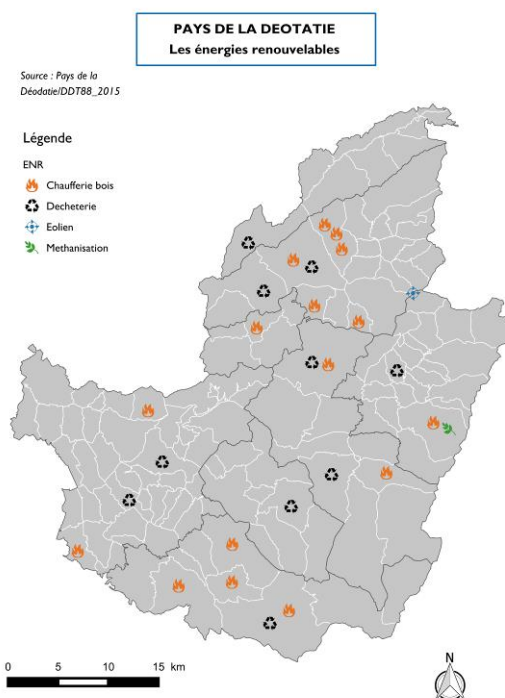 PAYS DE LA DEOTATIE
Les énergies renouvelables
Source : Pays de la
Déodatie/DDT88_2015
Légende
ENR
Chaufferie bois
Decheterie
Eolien
Methanisation
N
0 5 10 15 km